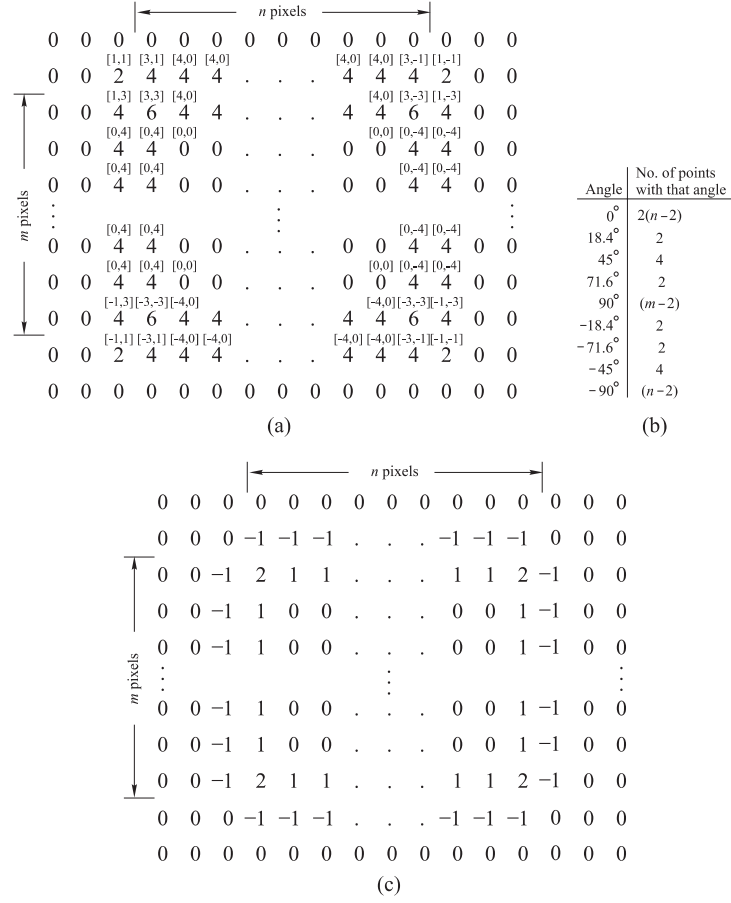 n pixels
0 0 0 0 0 0 0 0 0 0 0 0 0 0 0
[1,1] [3,1] [4,0] [4,0] [4,0] [4,0] [3,-1] [1,-1]
0 0 2 4 4 4 . . . 4 4 4 2 0 0
[1,3] [3,3] [4,0] [4,0] [3,-3] [1,-3]
0 0 4 6 4 4 . . . 4 4 6 4 0 0
[0,4] [0,4] [0,0] [0,0] [0,-4] [0,-4]
0 0 4 4 0 0 . . . 0 0 4 4 0 0
[0,4] [0,4] [0,-4] [0,-4]
0 0 4 4 0 0 . . . 0 0 4 4 0 0
m pixels
[0,4] [0,4] [0,-4] [0,-4]
0 0 4 4 0 0 . . . 0 0 4 4 0 0
[0,4] [0,4] [0,0] [0,0] [0,-4] [0,-4]
0 0 4 4 0 0 . . . 0 0 4 4 0 0
[-1,3] [-3,-3] [-4,0] [-4,0] [-3,-3] [-1,-3]
0 0 4 6 4 4 . . . 4 4 6 4 0 0
[-1,1] [-3,1] [-4,0] [-4,0] [-4,0] [-4,0] [-3,-1] [-1,-1]
0 0 2 4 4 4 . . . 4 4 4 2 0 0
0 0 0 0 0 0 0 0 0 0 0 0 0 0 0
(a)
Angle No. of points with that angle
0° 2(n−2)
18.4° 2
45° 4
71.6° 2
90° (m−2)
−18.4° 2
−71.6° 2
−45° 4
−90° (n−2)
(b)
n pixels
0 0 0 0 0 0 0 0 0 0 0 0 0 0 0
0 0 0 −1 −1 −1 . . . −1 −1 −1 0 0 0
0 0 −1 2 1 1 . . . 1 1 2 −1 0 0
0 0 −1 1 0 0 . . . 0 0 1 −1 0 0
0 0 −1 1 0 0 . . . 0 0 1 −1 0 0
m pixels
0 0 −1 1 0 0 . . . 0 0 1 −1 0 0
0 0 −1 1 0 0 . . . 0 0 1 −1 0 0
0 0 −1 2 1 1 . . . 1 1 2 −1 0 0
0 0 0 −1 −1 −1 . . . −1 −1 −1 0 0 0
0 0 0 0 0 0 0 0 0 0 0 0 0 0 0
(c)